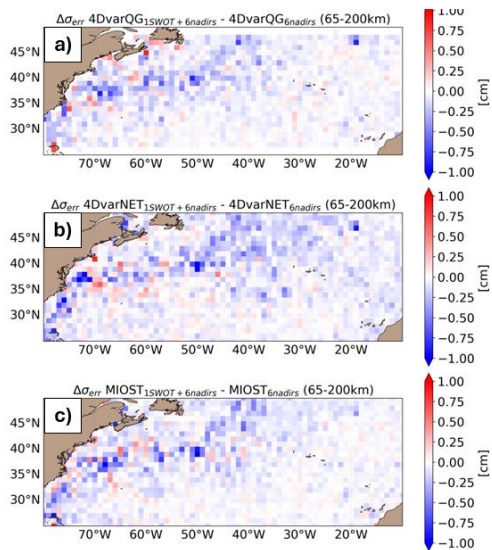 Δσerr 4DvarQG1SWOT+6nadirs - 4DvarQG6nadirs (65-200km)
a)
45°N
40°N
35°N
30°N
70°W 60°W 50°W 40°W 30°W 20°W
0.75
0.50
0.25
0.00
−0.25
−0.50
−0.75
−1.00
[cm]
Δσerr 4DvarNET1SWOT+6nadirs - 4DvarNET6nadirs (65-200km)
b)
45°N
40°N
35°N
30°N
70°W 60°W 50°W 40°W 30°W 20°W
1.00
0.75
0.50
0.25
0.00
−0.25
−0.50
−0.75
−1.00
[cm]
Δσerr MIOST1SWOT+6nadirs - MIOST6nadirs (65-200km)
c)
45°N
40°N
35°N
30°N
70°W 60°W 50°W 40°W 30°W 20°W
1.00
0.75
0.50
0.25
0.00
−0.25
−0.50
−0.75
−1.00
[cm]